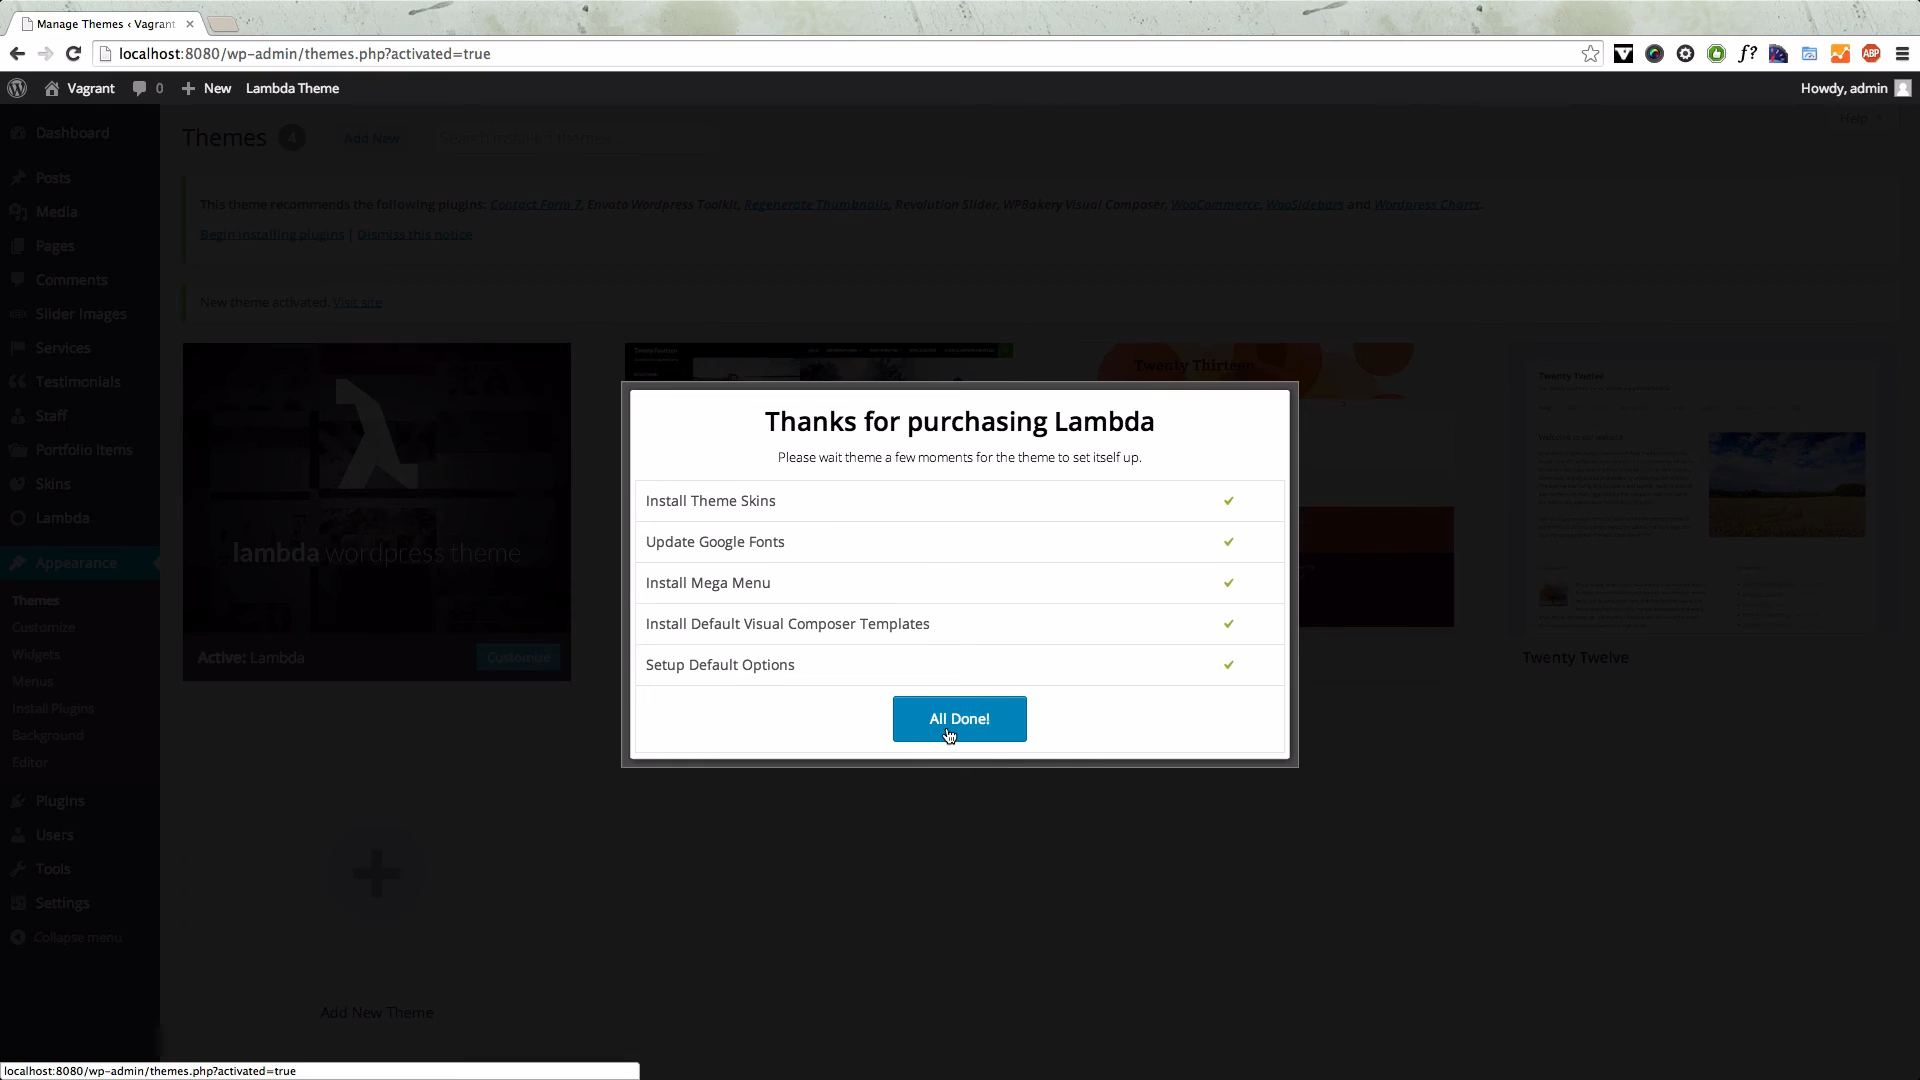 Manage Themes ‹ Vagrant
localhost:8080/wp-admin/themes.php?activated=true
f?
ABP
Vagrant 0 New Lambda Theme
Howdy, admin
Help
Dashboard
Posts
Media
Pages
Comments
Slider Images
Services
Testimonials
Staff
Portfolio Items
Skins
Lambda
Appearance
Themes
Customize
Widgets
Menus
Install Plugins
Background
Editor
Plugins
Users
Tools
Settings
Collapse menu
Themes 4 Add New
This theme recommends the following plugins: Contact Form 7, Envato Wordpress Toolkit, Regenerate Thumbnails, Revolution Slider, WPBakery Visual Composer, WooCommerce, WooSidebars and Wordpress Charts.
Begin installing plugins | Dismiss this notice
New theme activated. Visit site
lambda wordpress theme
Active: Lambda Customize
Twenty Fourteen
Twenty Thirteen
Twenty Twelve
Twenty Twelve
Thanks for purchasing Lambda
Please wait theme a few moments for the theme to set itself up.
Install Theme Skins
Update Google Fonts
Install Mega Menu
Install Default Visual Composer Templates
Setup Default Options
All Done!
Add New Theme
localhost:8080/wp-admin/themes.php?activated=true